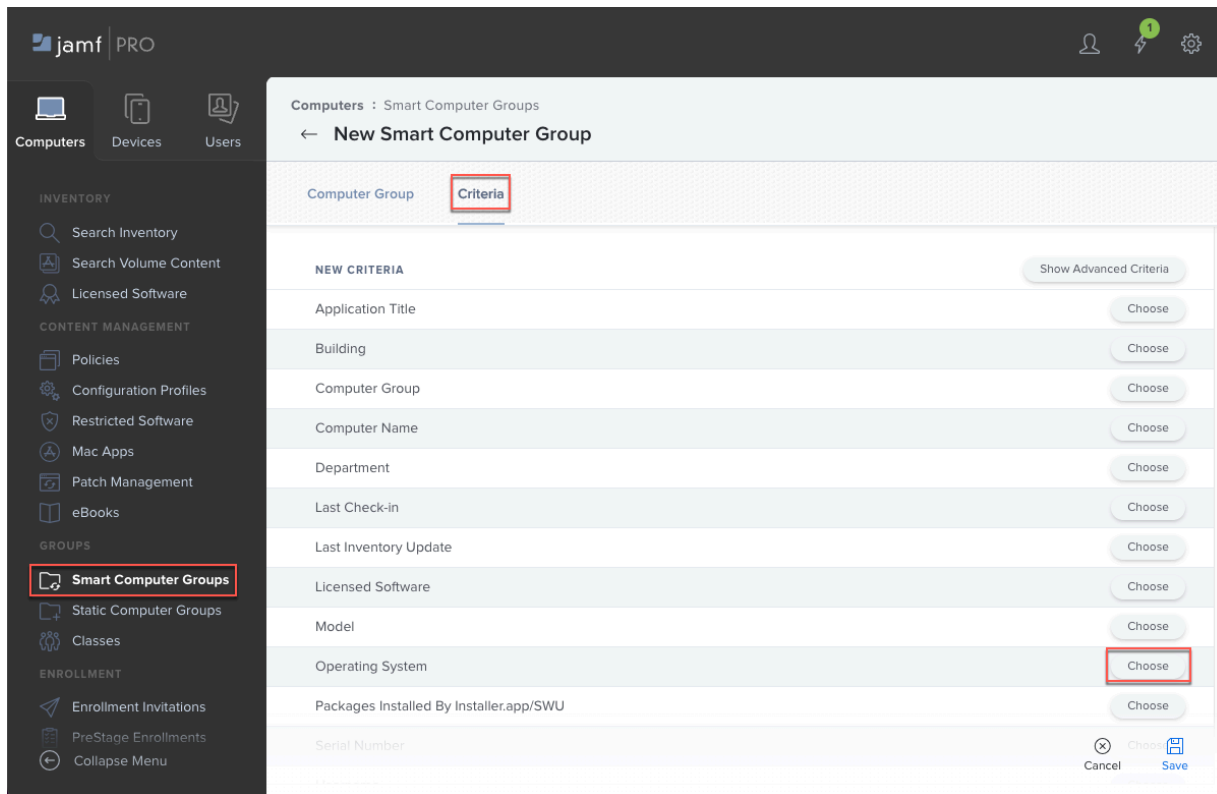 jamf PRO
1
Computers
Devices
Users
INVENTORY
Search Inventory
Search Volume Content
Licensed Software
CONTENT MANAGEMENT
Policies
Configuration Profiles
Restricted Software
Mac Apps
Patch Management
eBooks
GROUPS
Smart Computer Groups
Static Computer Groups
Classes
ENROLLMENT
Enrollment Invitations
PreStage Enrollments
Collapse Menu
Computers : Smart Computer Groups
← New Smart Computer Group
Computer Group Criteria
NEW CRITERIA Show Advanced Criteria
Application Title Choose
Building Choose
Computer Group Choose
Computer Name Choose
Department Choose
Last Check-in Choose
Last Inventory Update Choose
Licensed Software Choose
Model Choose
Operating System Choose
Packages Installed By Installer.app/SWU Choose
Serial Number Choose
Cancel Save